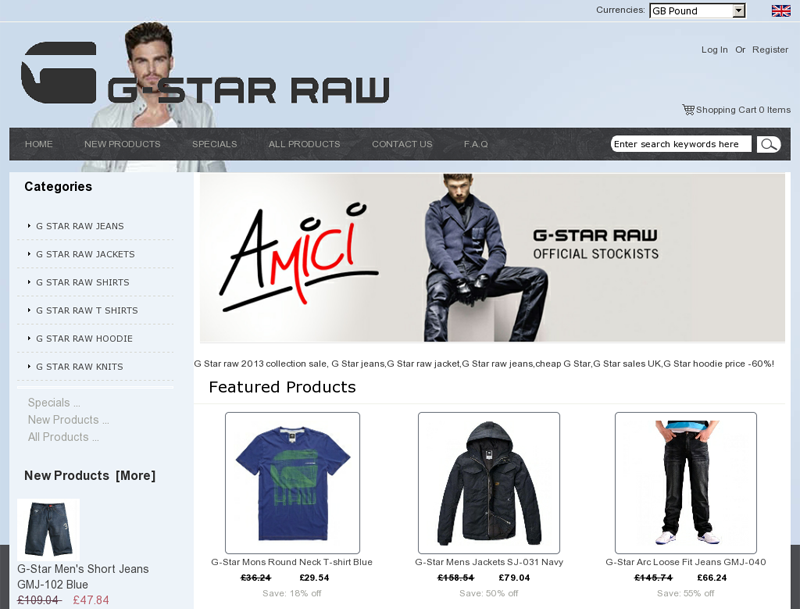 Currencies: GB Pound
Log In Or Register
G-STAR RAW
Shopping Cart 0 Items
HOME NEW PRODUCTS SPECIALS ALL PRODUCTS CONTACT US F.A.Q Enter search keywords here
Categories
G STAR RAW JEANS
G STAR RAW JACKETS
G STAR RAW SHIRTS
G STAR RAW T SHIRTS
G STAR RAW HOODIE
G STAR RAW KNITS
Specials ...
New Products ...
All Products ...
New Products [More]
G-Star Men's Short Jeans
GMJ-102 Blue
£109.04 £47.84
AMiCi
G-STAR RAW
OFFICIAL STOCKISTS
G Star raw 2013 collection sale, G Star jeans,G Star raw jacket,G Star raw jeans,cheap G Star,G Star sales UK,G Star hoodie price -60%!
Featured Products
G-Star Mons Round Neck T-shirt Blue
£36.24 £29.54
Save: 18% off
G-Star Mens Jackets SJ-031 Navy
£158.54 £79.04
Save: 50% off
G-Star Arc Loose Fit Jeans GMJ-040
£145.74 £66.24
Save: 55% off